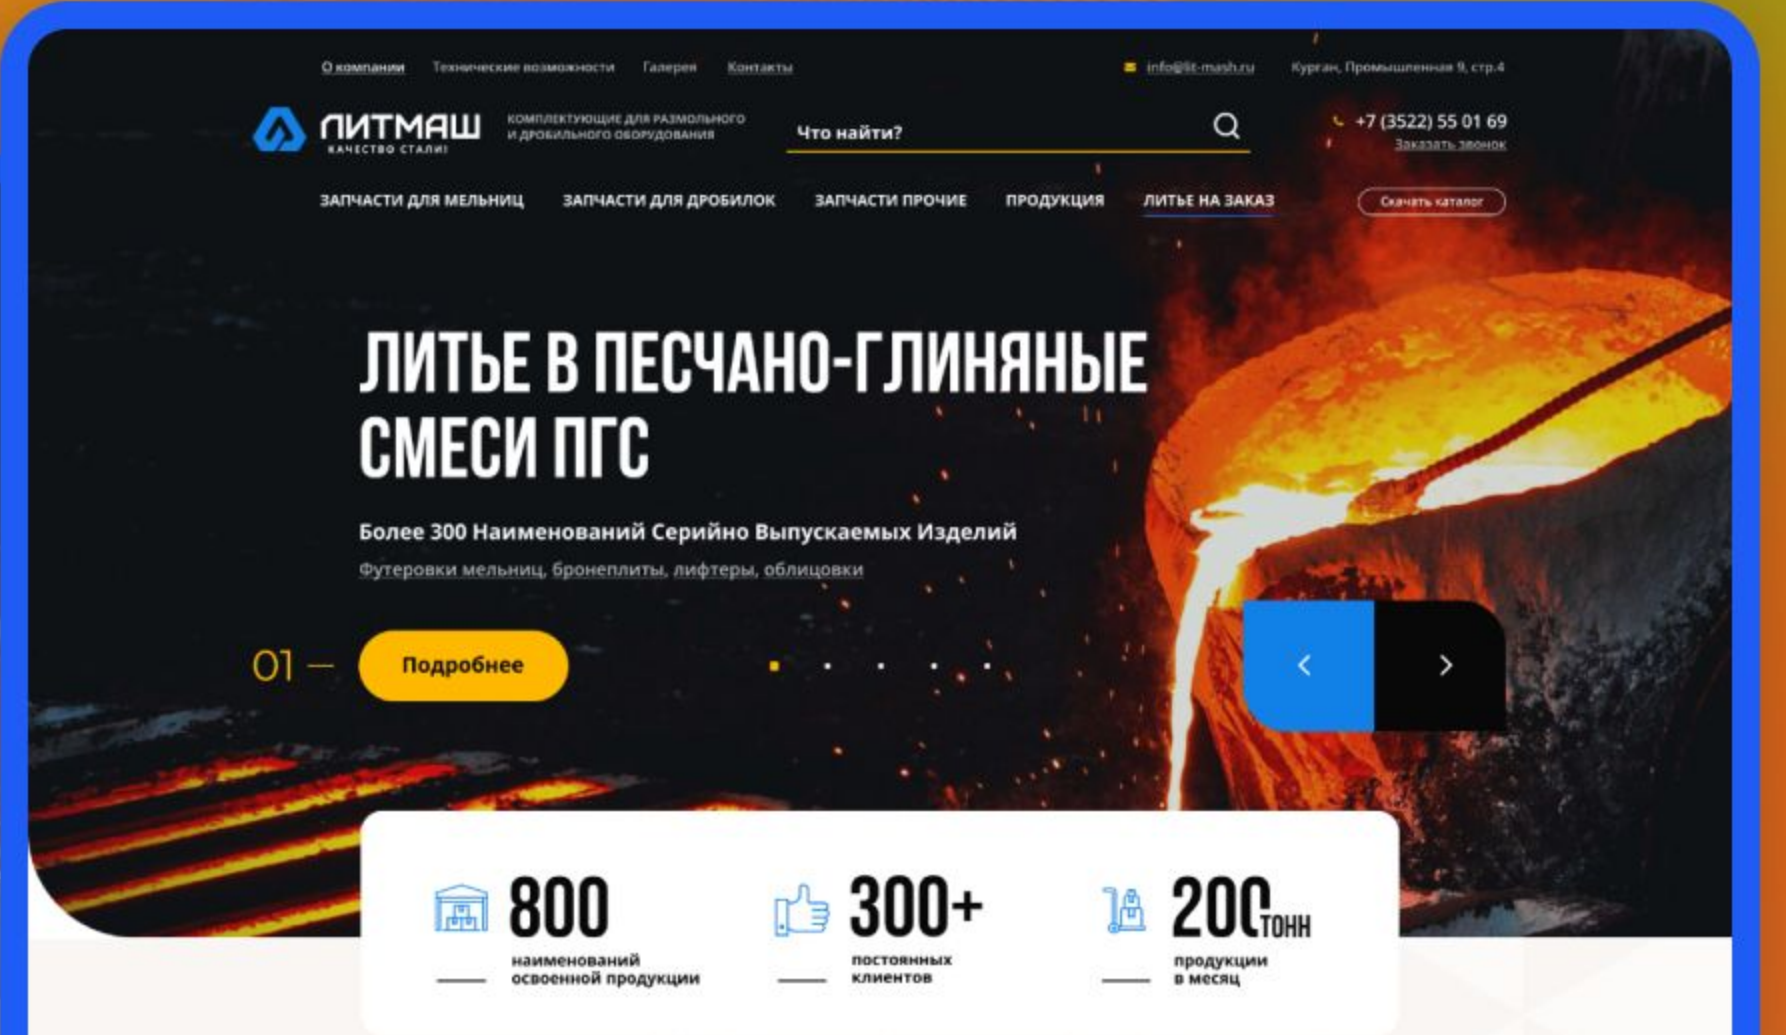 О компании Технические возможности Галерея Контакты info@lit-mash.ru Курган, Промышленная 9, стр.4
ЛИТМАШ
КАЧЕСТВО СТАЛИ!
КОМПЛЕКТУЮЩИЕ ДЛЯ РАЗМОЛЬНОГО
И ДРОБИЛЬНОГО ОБОРУДОВАНИЯ
Что найти?
+7 (3522) 55 01 69
Заказать звонок
ЗАПЧАСТИ ДЛЯ МЕЛЬНИЦ ЗАПЧАСТИ ДЛЯ ДРОБИЛОК ЗАПЧАСТИ ПРОЧИЕ ПРОДУКЦИЯ ЛИТЬЕ НА ЗАКАЗ Скачать каталог
ЛИТЬЕ В ПЕСЧАНО-ГЛИНЯНЫЕ
СМЕСИ ПГС
Более 300 Наименований Серийно Выпускаемых Изделий
Футеровки мельниц, бронеплиты, лифтеры, облицовки
01 — Подробнее
800
наименований
освоенной продукции
300+
постоянных
клиентов
200 ТОНН
продукции
в месяц